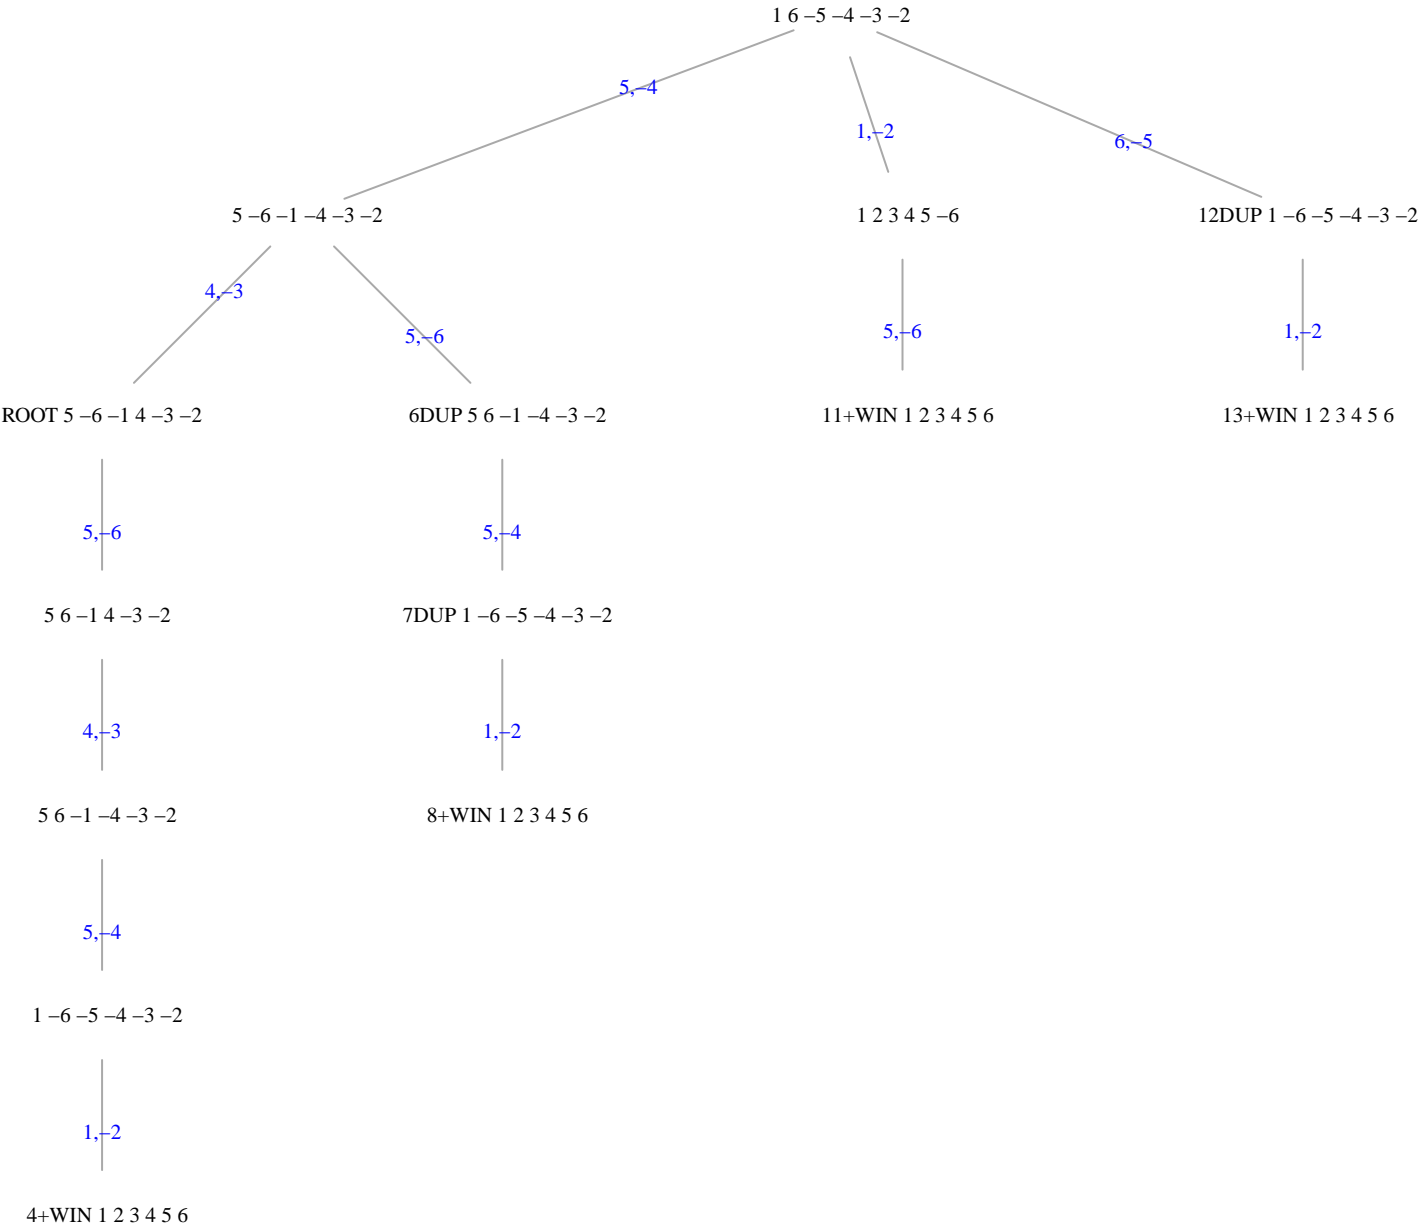 1 6 –5 –4 –3 –2
5,–4
1,–2
6,–5
5 –6 –1 –4 –3 –2
1 2 3 4 5 –6
12DUP 1 –6 –5 –4 –3 –2
4,–3
5,–6
5,–6
1,–2
ROOT 5 –6 –1 4 –3 –2
6DUP 5 6 –1 –4 –3 –2
11+WIN 1 2 3 4 5 6
13+WIN 1 2 3 4 5 6
5,–6
5,–4
5 6 –1 4 –3 –2
7DUP 1 –6 –5 –4 –3 –2
4,–3
1,–2
5 6 –1 –4 –3 –2
8+WIN 1 2 3 4 5 6
5,–4
1 –6 –5 –4 –3 –2
1,–2
4+WIN 1 2 3 4 5 6